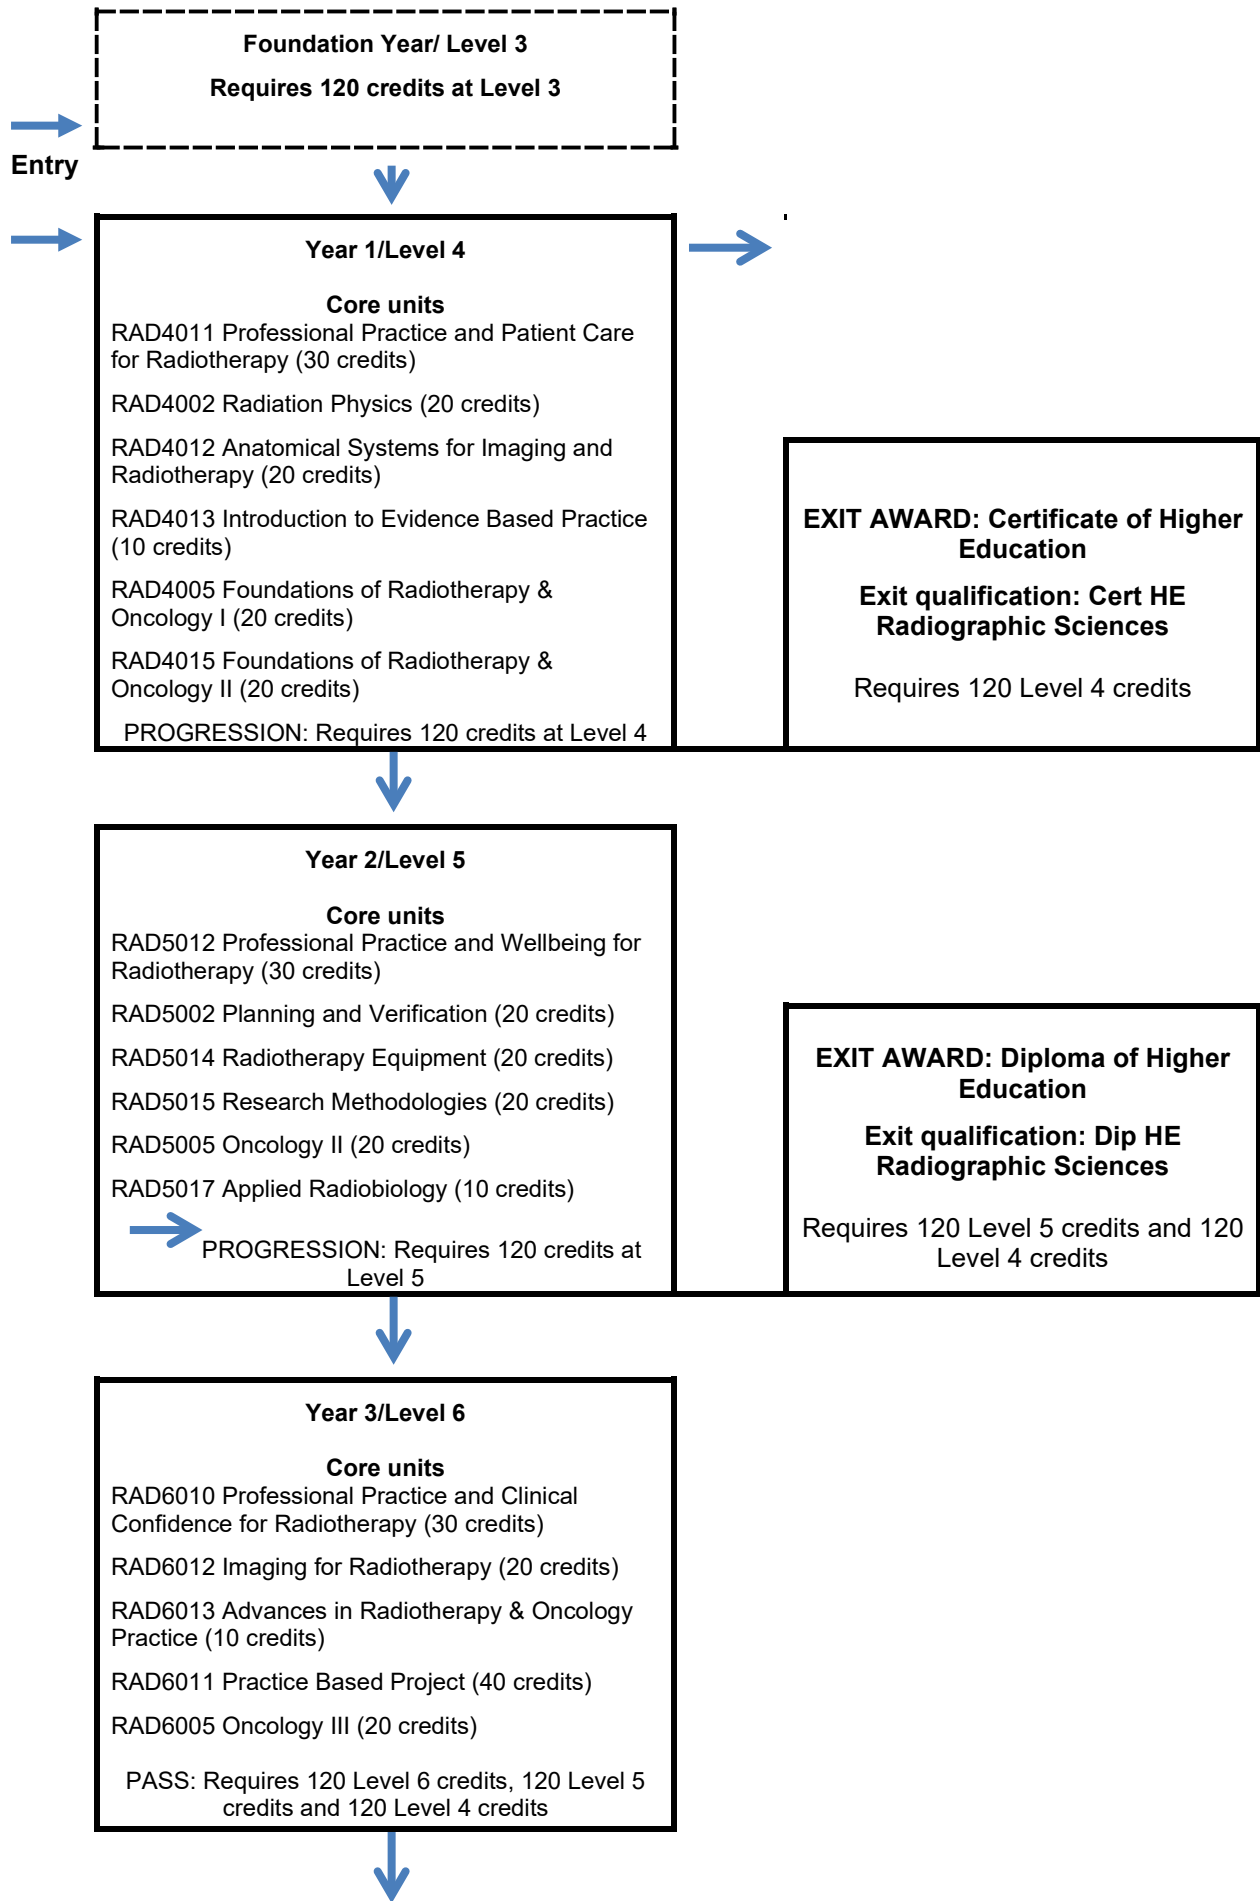 Foundation Year/ Level 3
Requires 120 credits at Level 3
Entry
Year 1/Level 4
Core units
RAD4011 Professional Practice and Patient Care
for Radiotherapy (30 credits)
RAD4002 Radiation Physics (20 credits)
RAD4012 Anatomical Systems for Imaging and
Radiotherapy (20 credits)
RAD4013 Introduction to Evidence Based Practice
(10 credits)
RAD4005 Foundations of Radiotherapy &
Oncology I (20 credits)
RAD4015 Foundations of Radiotherapy &
Oncology II (20 credits)
PROGRESSION: Requires 120 credits at Level 4
EXIT AWARD: Certificate of Higher
Education
Exit qualification: Cert HE
Radiographic Sciences
Requires 120 Level 4 credits
Year 2/Level 5
Core units
RAD5012 Professional Practice and Wellbeing for
Radiotherapy (30 credits)
RAD5002 Planning and Verification (20 credits)
RAD5014 Radiotherapy Equipment (20 credits)
RAD5015 Research Methodologies (20 credits)
RAD5005 Oncology II (20 credits)
RAD5017 Applied Radiobiology (10 credits)
PROGRESSION: Requires 120 credits at
Level 5
EXIT AWARD: Diploma of Higher
Education
Exit qualification: Dip HE
Radiographic Sciences
Requires 120 Level 5 credits and 120
Level 4 credits
Year 3/Level 6
Core units
RAD6010 Professional Practice and Clinical
Confidence for Radiotherapy (30 credits)
RAD6012 Imaging for Radiotherapy (20 credits)
RAD6013 Advances in Radiotherapy & Oncology
Practice (10 credits)
RAD6011 Practice Based Project (40 credits)
RAD6005 Oncology III (20 credits)
PASS: Requires 120 Level 6 credits, 120 Level 5
credits and 120 Level 4 credits